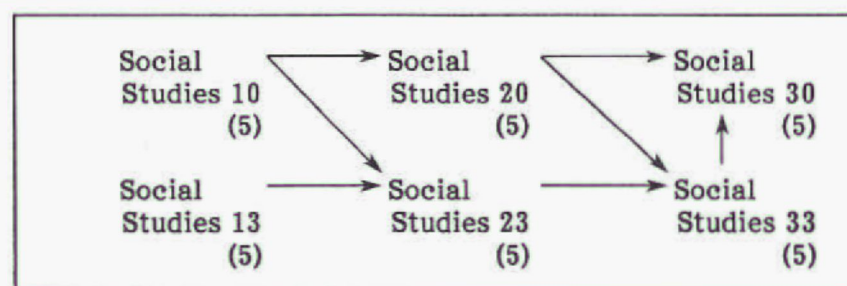 Social
Studies 10
(5)
Social
Studies 20
(5)
Social
Studies 30
(5)
Social
Studies 13
(5)
Social
Studies 23
(5)
Social
Studies 33
(5)